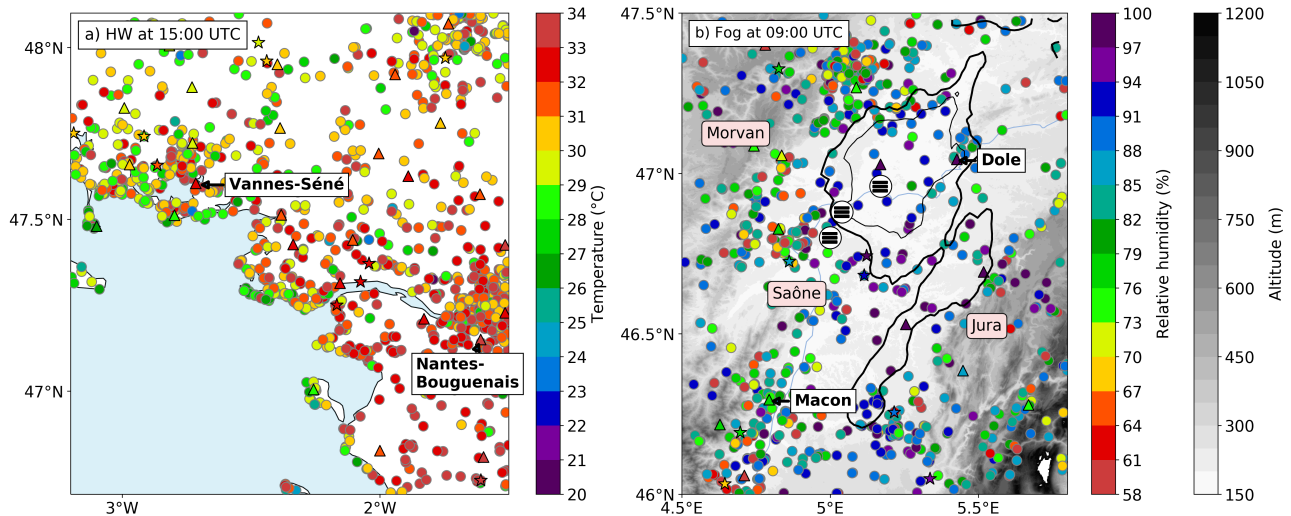 a) HW at 15:00 UTC
48°N
47.5°N
47°N
3°W
2°W
Vannes-Séné
Nantes-
Bouguenais
34
33
32
31
30
29
28
27
26
25
24
23
22
21
20
Temperature (°C)
b) Fog at 09:00 UTC
47.5°N
47°N
46.5°N
46°N
4.5°E
5°E
5.5°E
Morvan
Dole
Saône
Jura
Macon
100
97
94
91
88
85
82
79
76
73
70
67
64
61
58
Relative humidity (%)
1200
1050
900
750
600
450
300
150
Altitude (m)